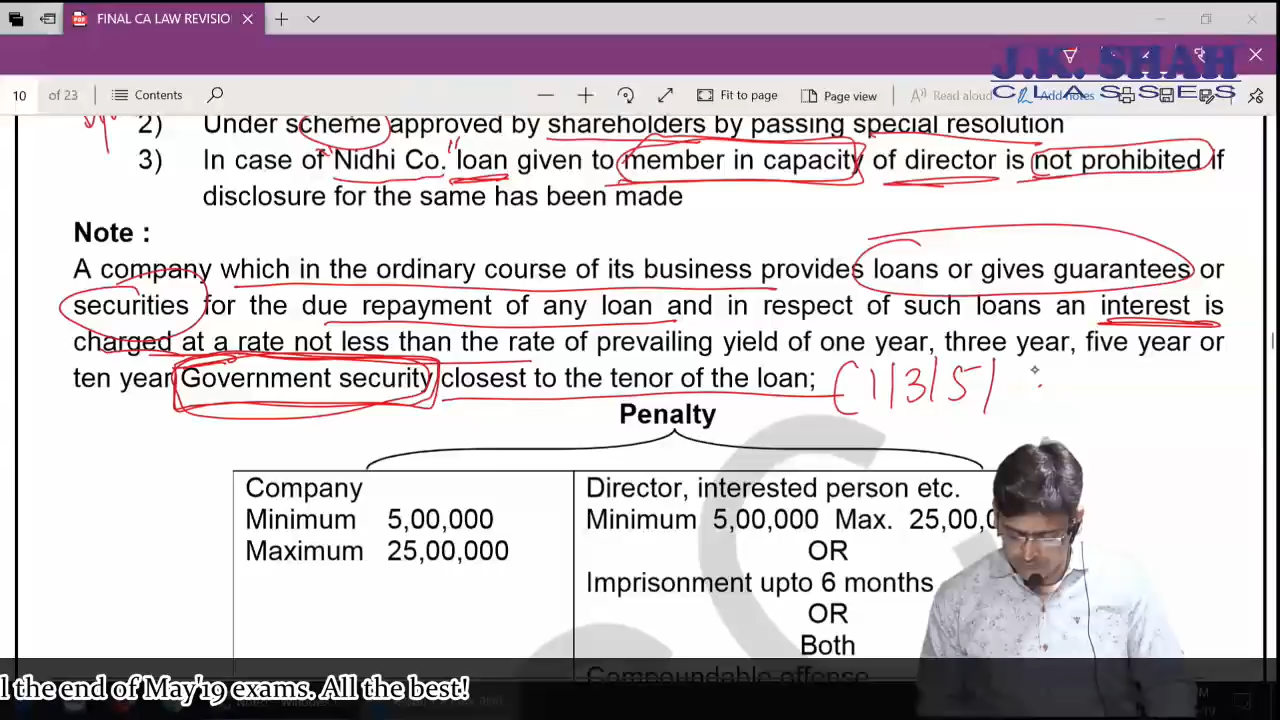 FINAL CA LAW REVISIO
J.K. SHAH
CLASSES
10 of 23 Contents Fit to page Page view Read aloud Add notes
2) Under scheme approved by shareholders by passing special resolution
3) In case of "Nidhi Co." loan given to member in capacity of director is not prohibited if
disclosure for the same has been made
Note :
A company which in the ordinary course of its business provides loans or gives guarantees or
securities for the due repayment of any loan and in respect of such loans an interest is
charged at a rate not less than the rate of prevailing yield of one year, three year, five year or
ten year Government security closest to the tenor of the loan; (1/3/5/
Penalty
Company Director, interested person etc.
Minimum 5,00,000 Minimum 5,00,000 Max. 25,00,0
Maximum 25,00,000 OR
Imprisonment upto 6 months
OR
Both
Compoundable offense
l the end of May'19 exams. All the best!